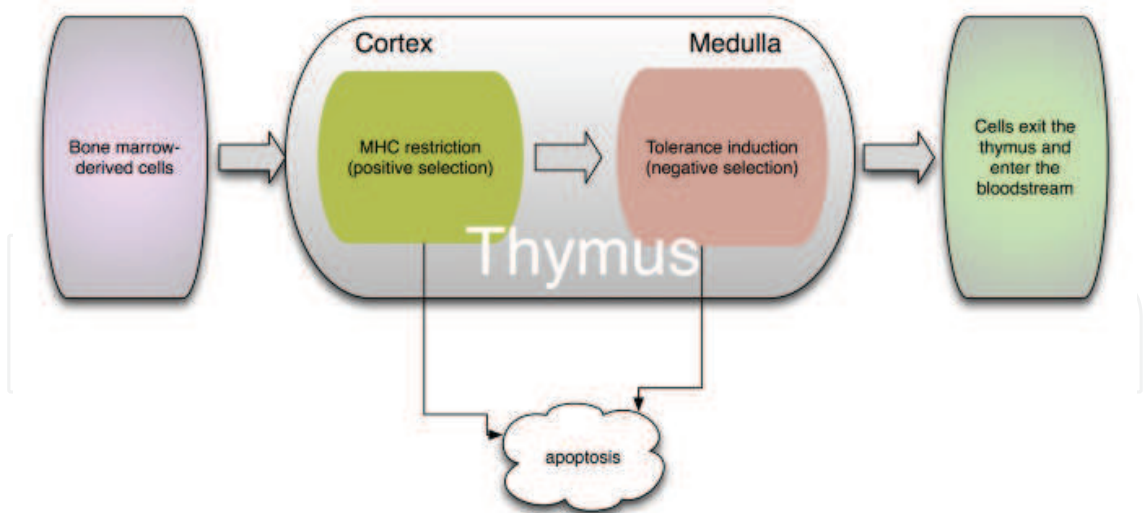 Cortex
Medulla
Bone marrow-
derived cells
MHC restriction
(positive selection)
Tolerance induction
(negative selection)
Cells exit the
thymus and
enter the
bloodstream
Thymus
apoptosis